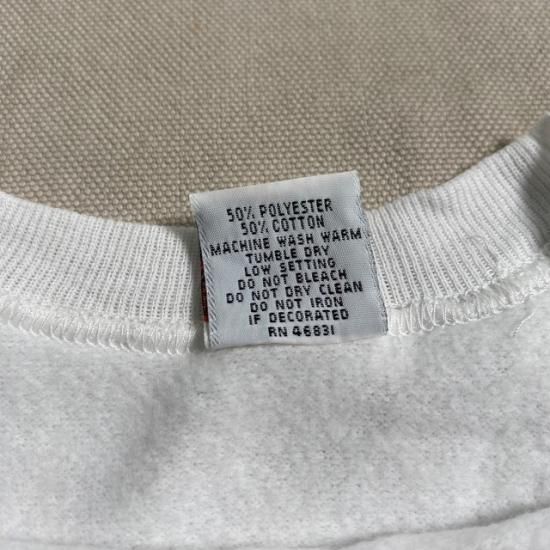 50% POLYESTER
50% COTTON
MACHINE WASH WARM
TUMBLE DRY
LOW SETTING
DO NOT BLEACH
DO NOT DRY CLEAN
DO NOT IRON
IF DECORATED
RN 46831